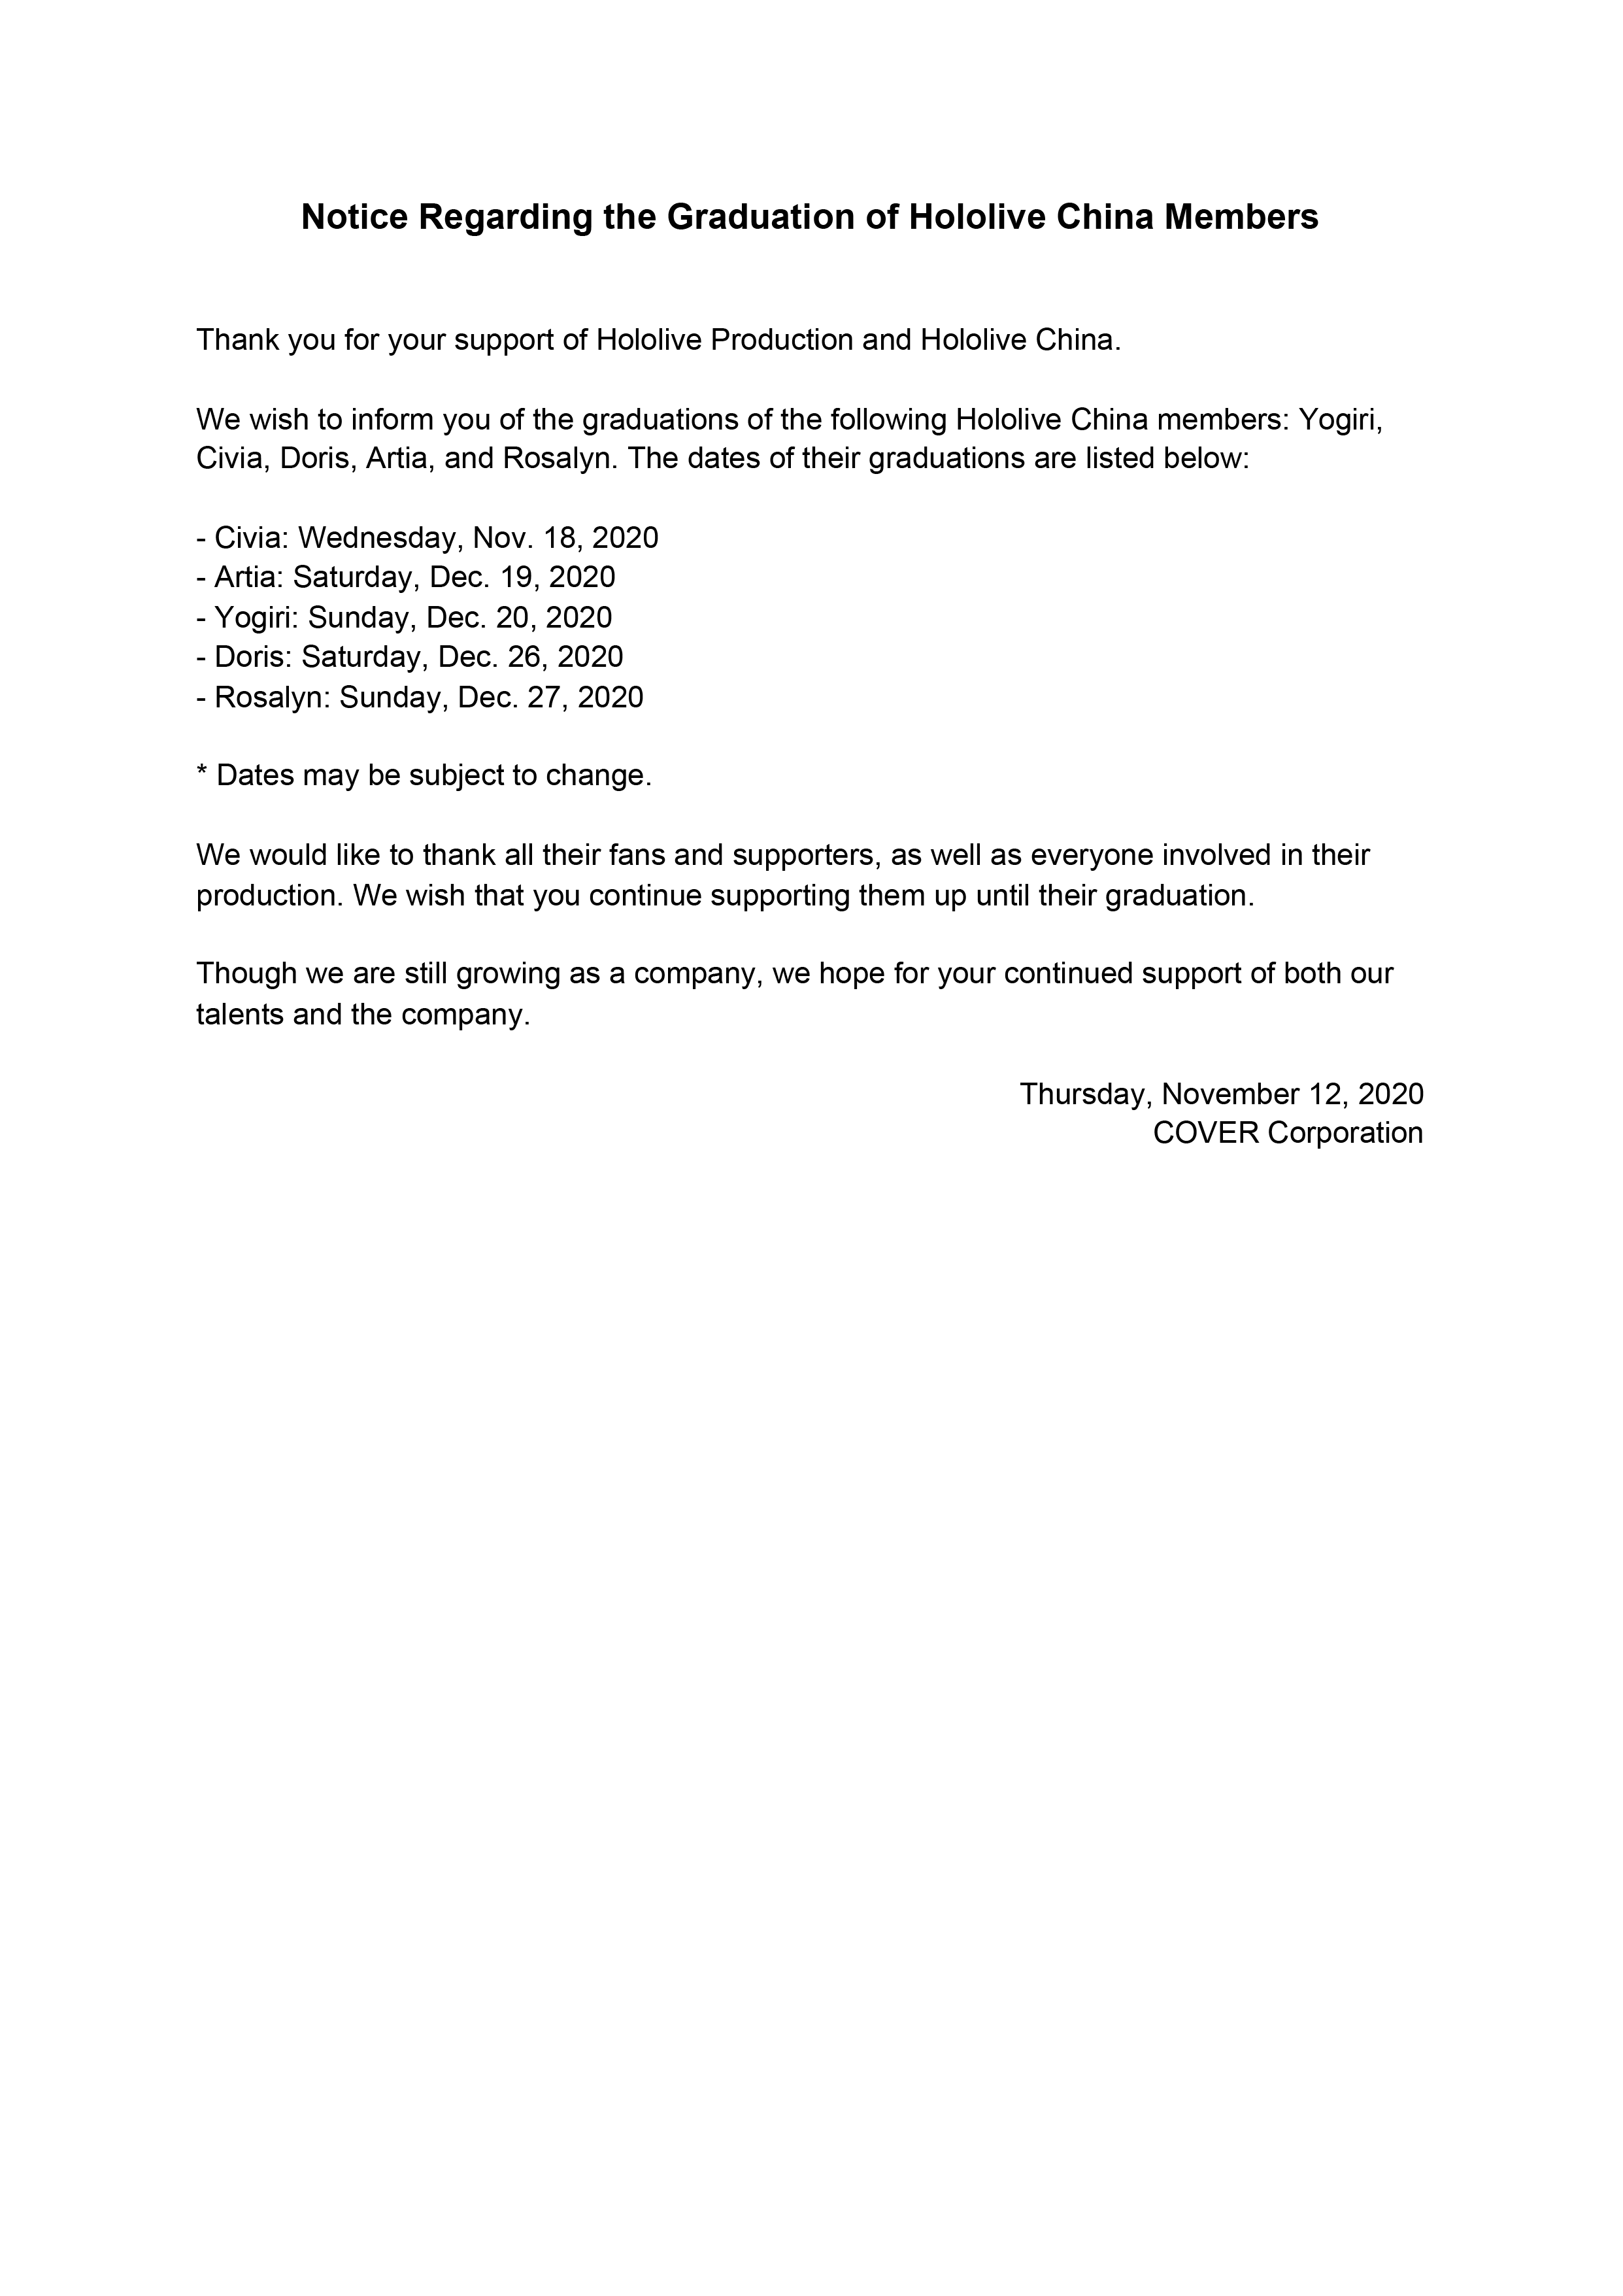 Notice Regarding the Graduation of Hololive China Members
Thank you for your support of Hololive Production and Hololive China.
We wish to inform you of the graduations of the following Hololive China members: Yogiri,
Civia, Doris, Artia, and Rosalyn. The dates of their graduations are listed below:
- Civia: Wednesday, Nov. 18, 2020
- Artia: Saturday, Dec. 19, 2020
- Yogiri: Sunday, Dec. 20, 2020
- Doris: Saturday, Dec. 26, 2020
- Rosalyn: Sunday, Dec. 27, 2020
* Dates may be subject to change.
We would like to thank all their fans and supporters, as well as everyone involved in their
production. We wish that you continue supporting them up until their graduation.
Though we are still growing as a company, we hope for your continued support of both our
talents and the company.
Thursday, November 12, 2020
COVER Corporation